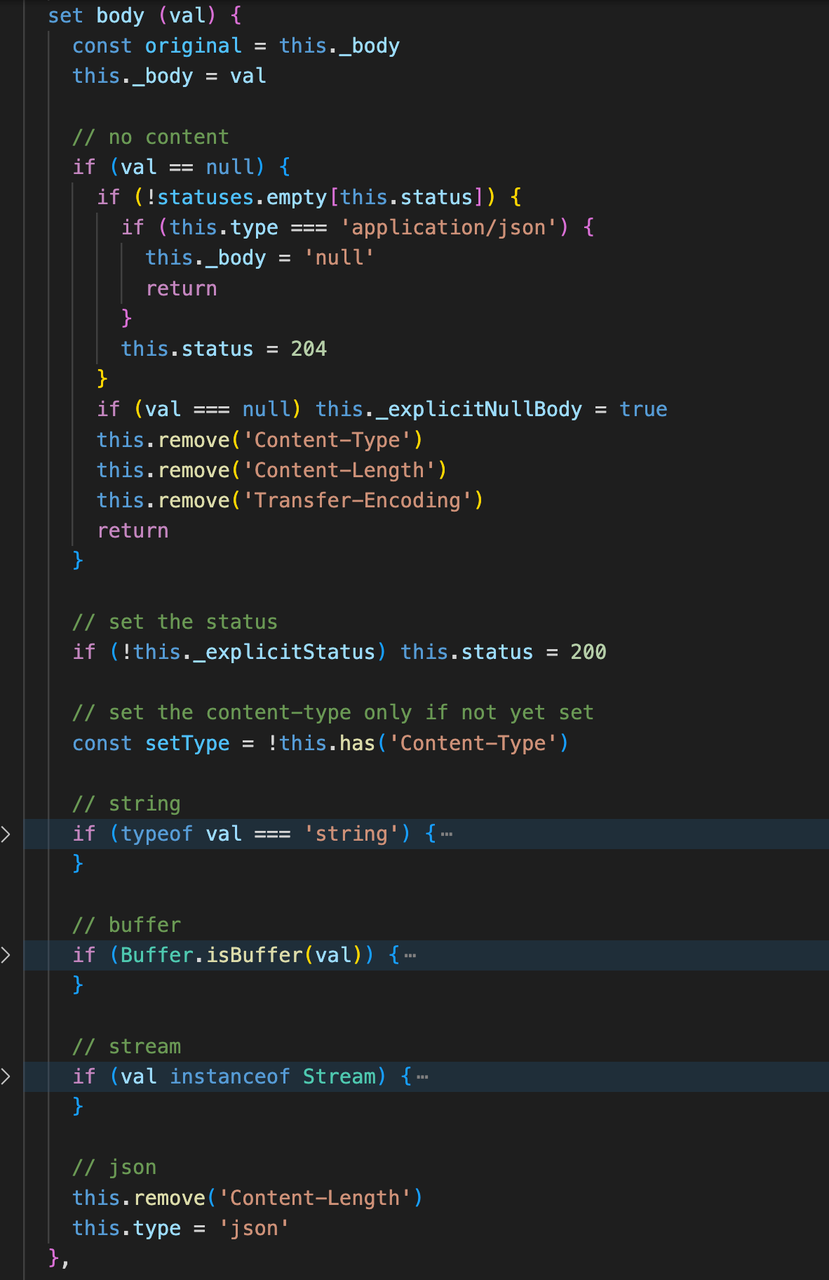 set body (val) {
const original = this._body
this._body = val
// no content
if (val == null) {
if (!statuses.empty[this.status]) {
if (this.type === 'application/json') {
this._body = 'null'
return
}
this.status = 204
}
if (val === null) this._explicitNullBody = true
this.remove('Content-Type')
this.remove('Content-Length')
this.remove('Transfer-Encoding')
return
}
// set the status
if (!this._explicitStatus) this.status = 200
// set the content-type only if not yet set
const setType = !this.has('Content-Type')
// string
if (typeof val === 'string') {⋯
}
// buffer
if (Buffer.isBuffer(val)) {⋯
}
// stream
if (val instanceof Stream) {⋯
}
// json
this.remove('Content-Length')
this.type = 'json'
},